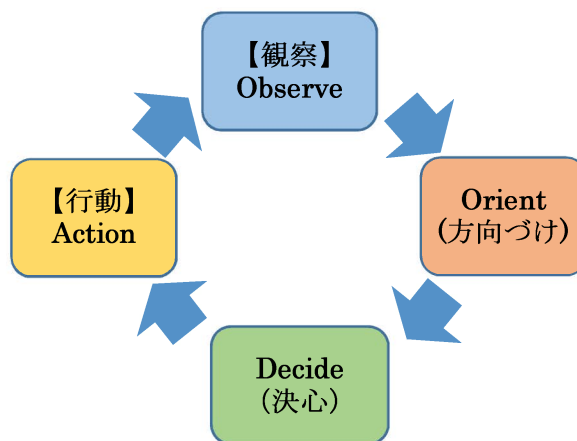 【観察】
Observe
Orient
(方向づけ)
Decide
(決心)
【行動】
Action